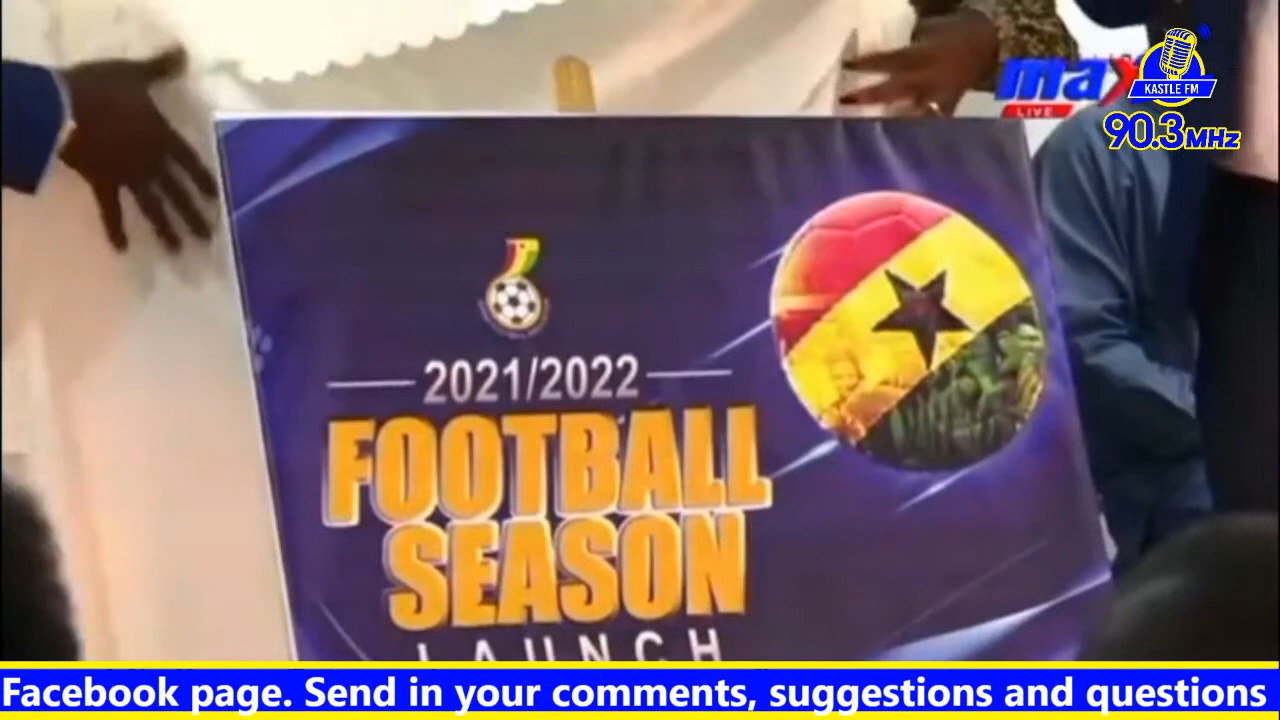 max
LIVE
KASTLE FM
90.3MHz
2021/2022
FOOTBALL
SEASON
LAUNCH
Facebook page. Send in your comments, suggestions and questions